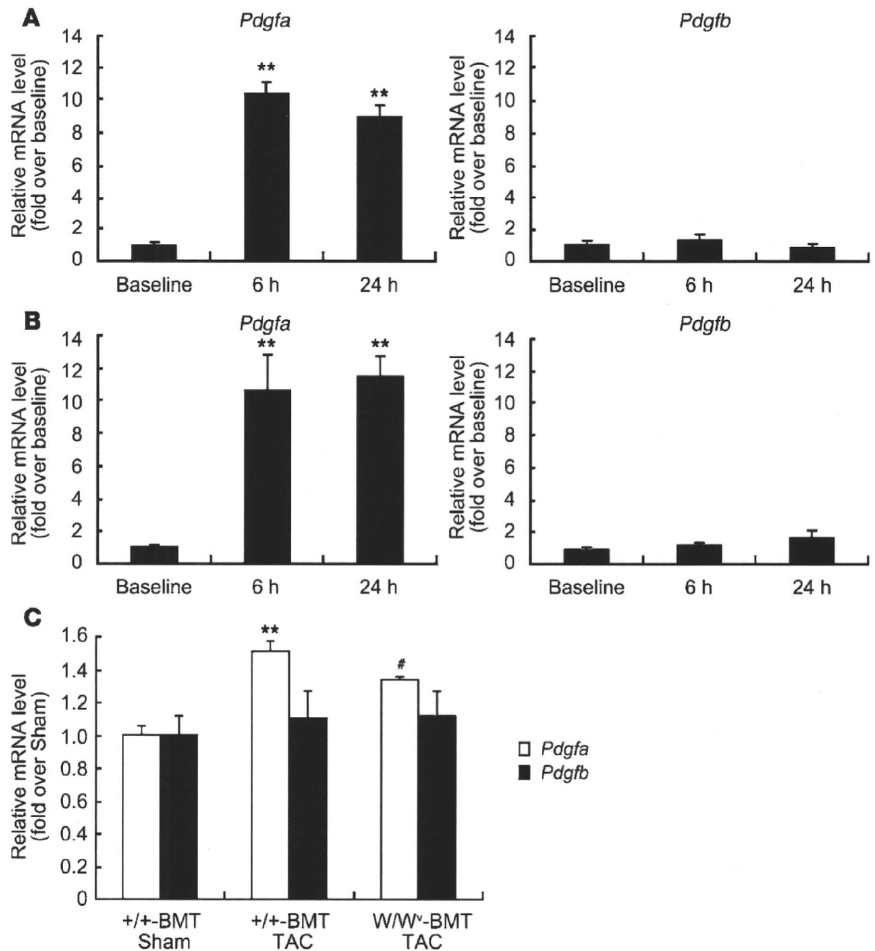 A
Pdgfa
Pdgfb
Relative mRNA level
(fold over baseline)
14
12
10
8
6
4
2
0
**
**
Baseline
6 h
24 h
Relative mRNA level
(fold over baseline)
14
12
10
8
6
4
2
0
Baseline
6 h
24 h
B
Pdgfa
Pdgfb
Relative mRNA level
(fold over baseline)
14
12
10
8
6
4
2
0
**
**
Baseline
6 h
24 h
Relative mRNA level
(fold over baseline)
14
12
10
8
6
4
2
0
Baseline
6 h
24 h
C
Relative mRNA level
(fold over Sham)
1.6
1.4
1.2
1.0
0.8
0.6
0.4
0.2
0
**
#
+/+-BMT
Sham
+/+-BMT
TAC
W/Wᵛ-BMT
TAC
Pdgfa
Pdgfb